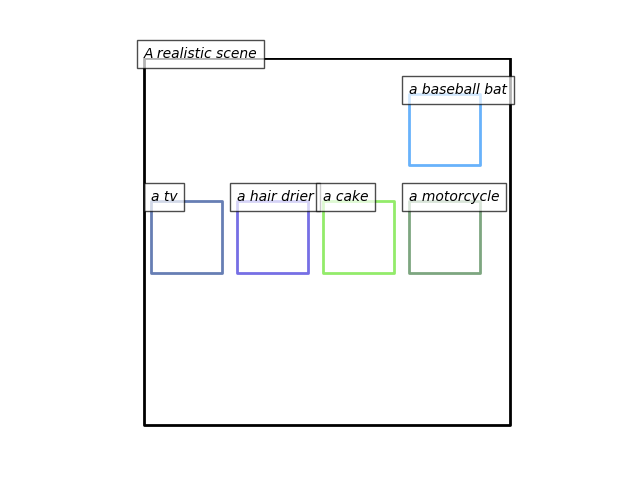 A realistic scene
a baseball bat
a tv
a hair drier
a cake
a motorcycle